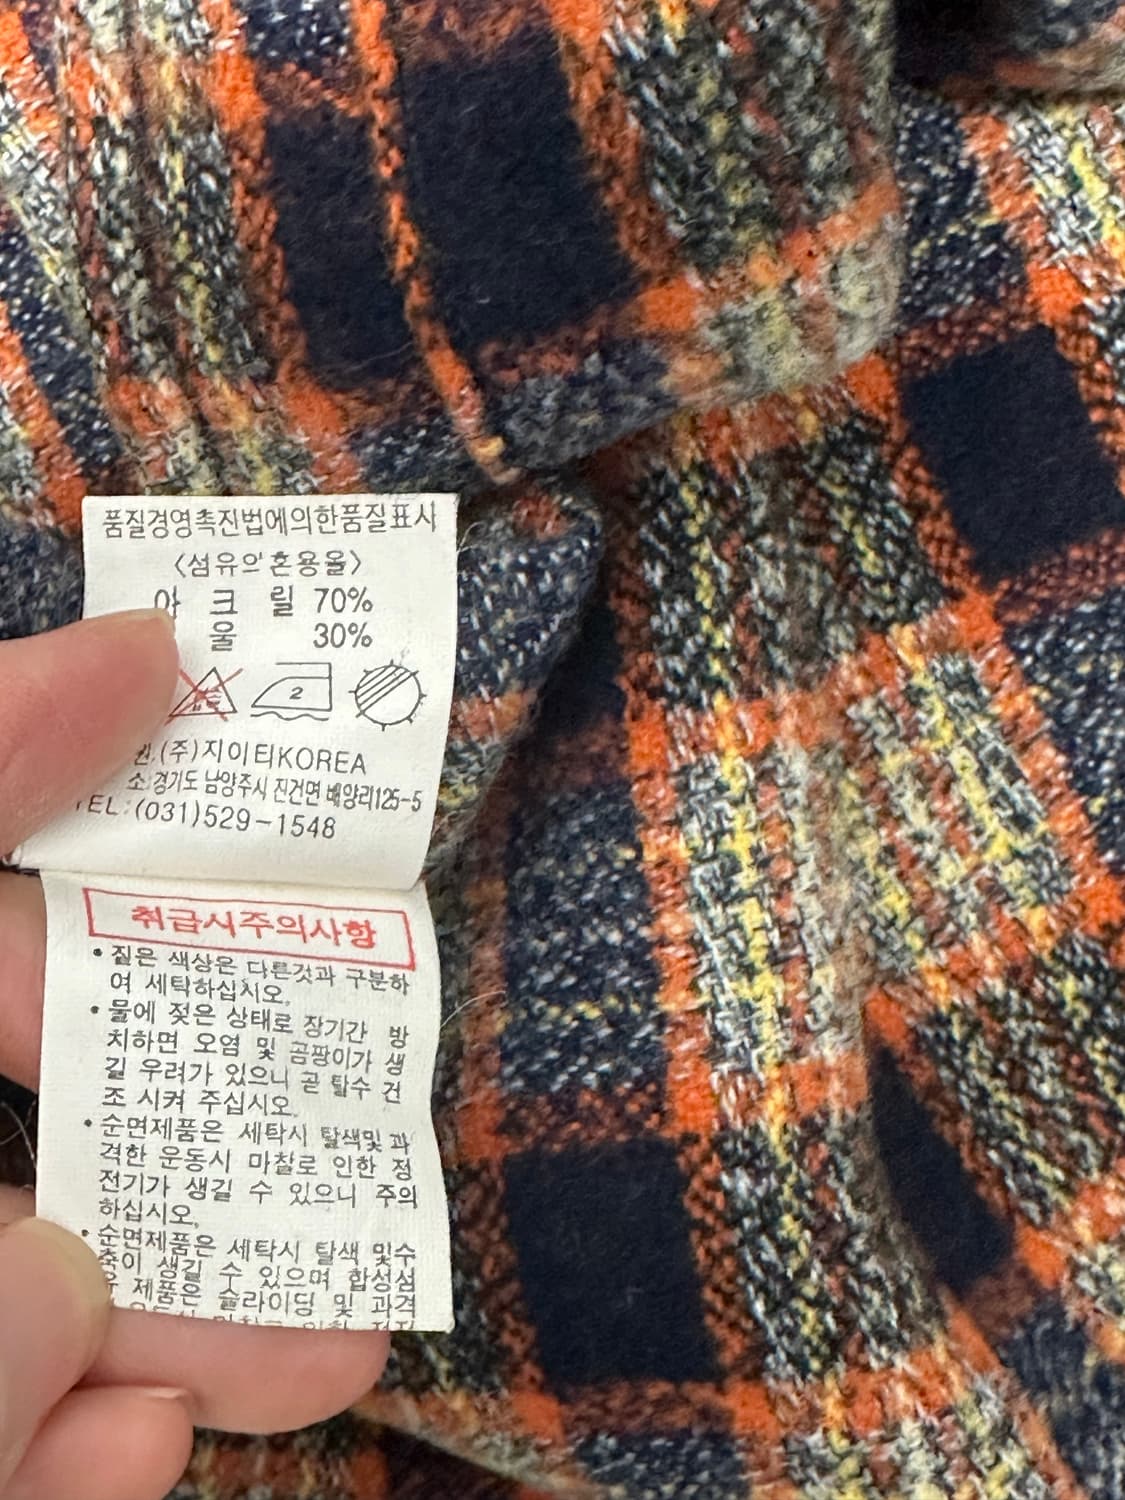 품질경영촉진법에의한품질표시
<섬유의혼용율>
아 크 릴 70%
울 30%
2
원.(주)지이티KOREA
소:경기도 남양주시 진건면 배양리125-5
TEL:(031)529-1548
취급시주의사항
• 짙은 색상은 다른것과 구분하
여 세탁하십시오.
• 물에 젖은 상태로 장기간 방
치하면 오염 및 곰팡이가 생
길 우려가 있으니 곧 탈수 건
조 시켜 주십시오.
• 순면제품은 세탁시 탈색및 과
격한 운동시 마찰로 인한 정
전기가 생길 수 있으니 주의
하십시오.
• 순면제품은 세탁시 탈색 및수
축이 생길 수 있으며 합성섬
유 제품은 슬라이딩 및 과격